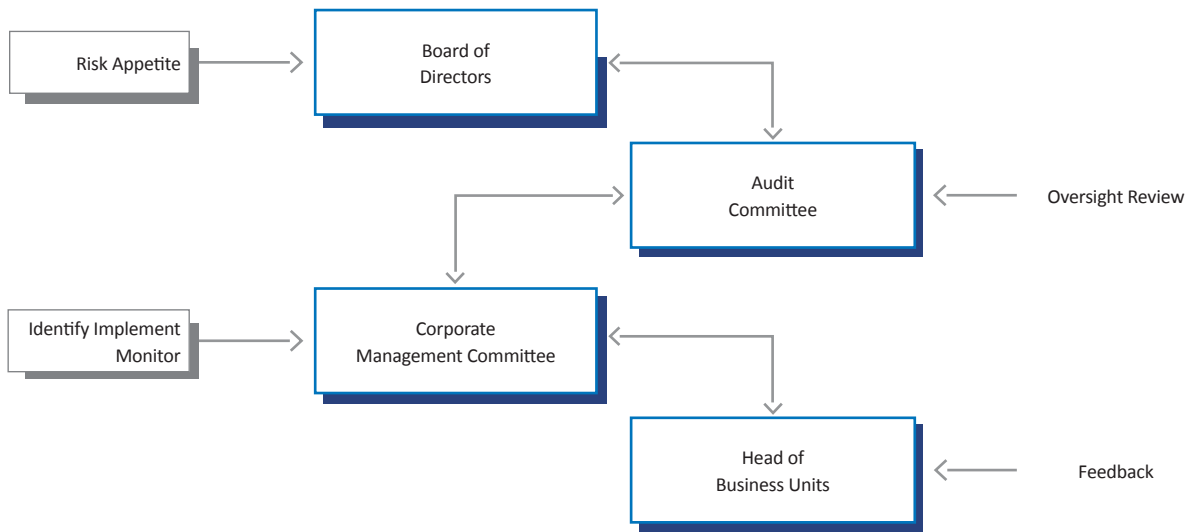 Risk Appetite
Board of
Directors
Audit
Committee
Oversight Review
Identify Implement
Monitor
Corporate
Management Committee
Head of
Business Units
Feedback